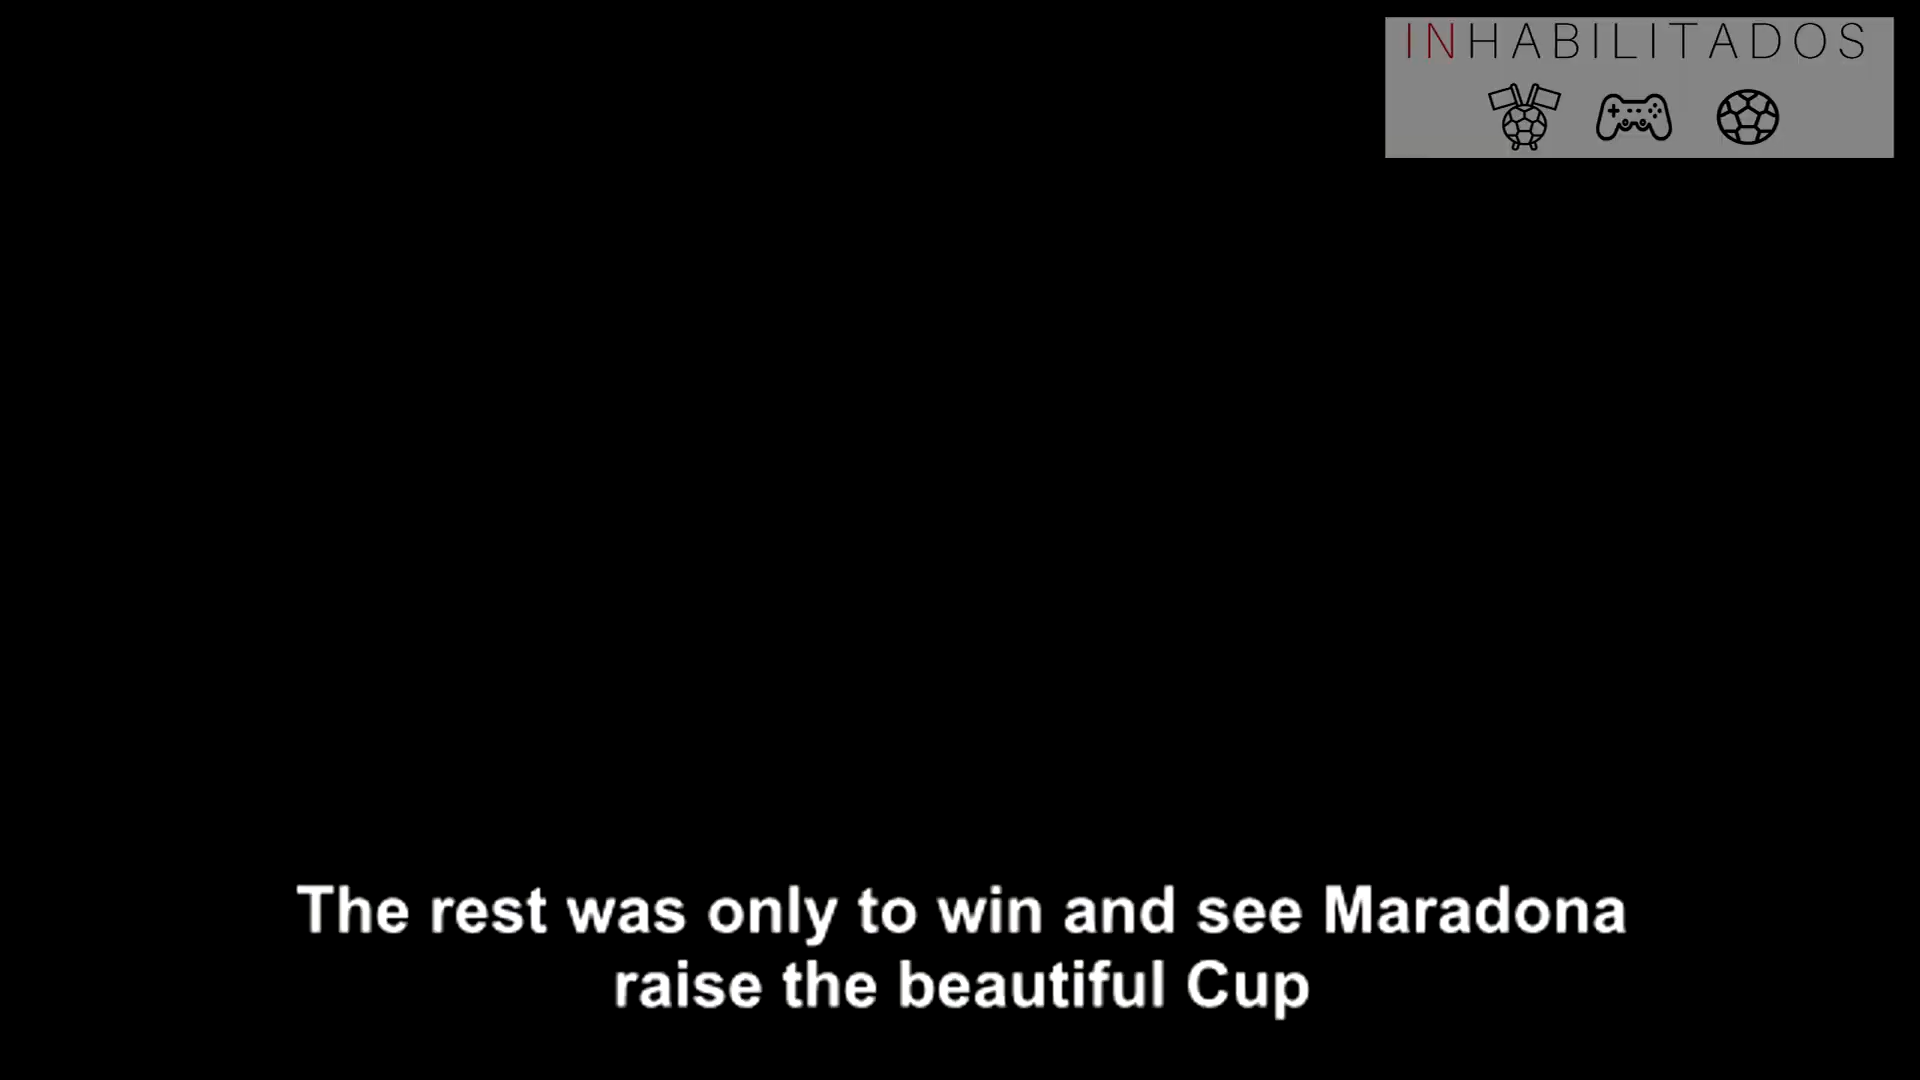 INHABILITADOS
The rest was only to win and see Maradona
raise the beautiful Cup